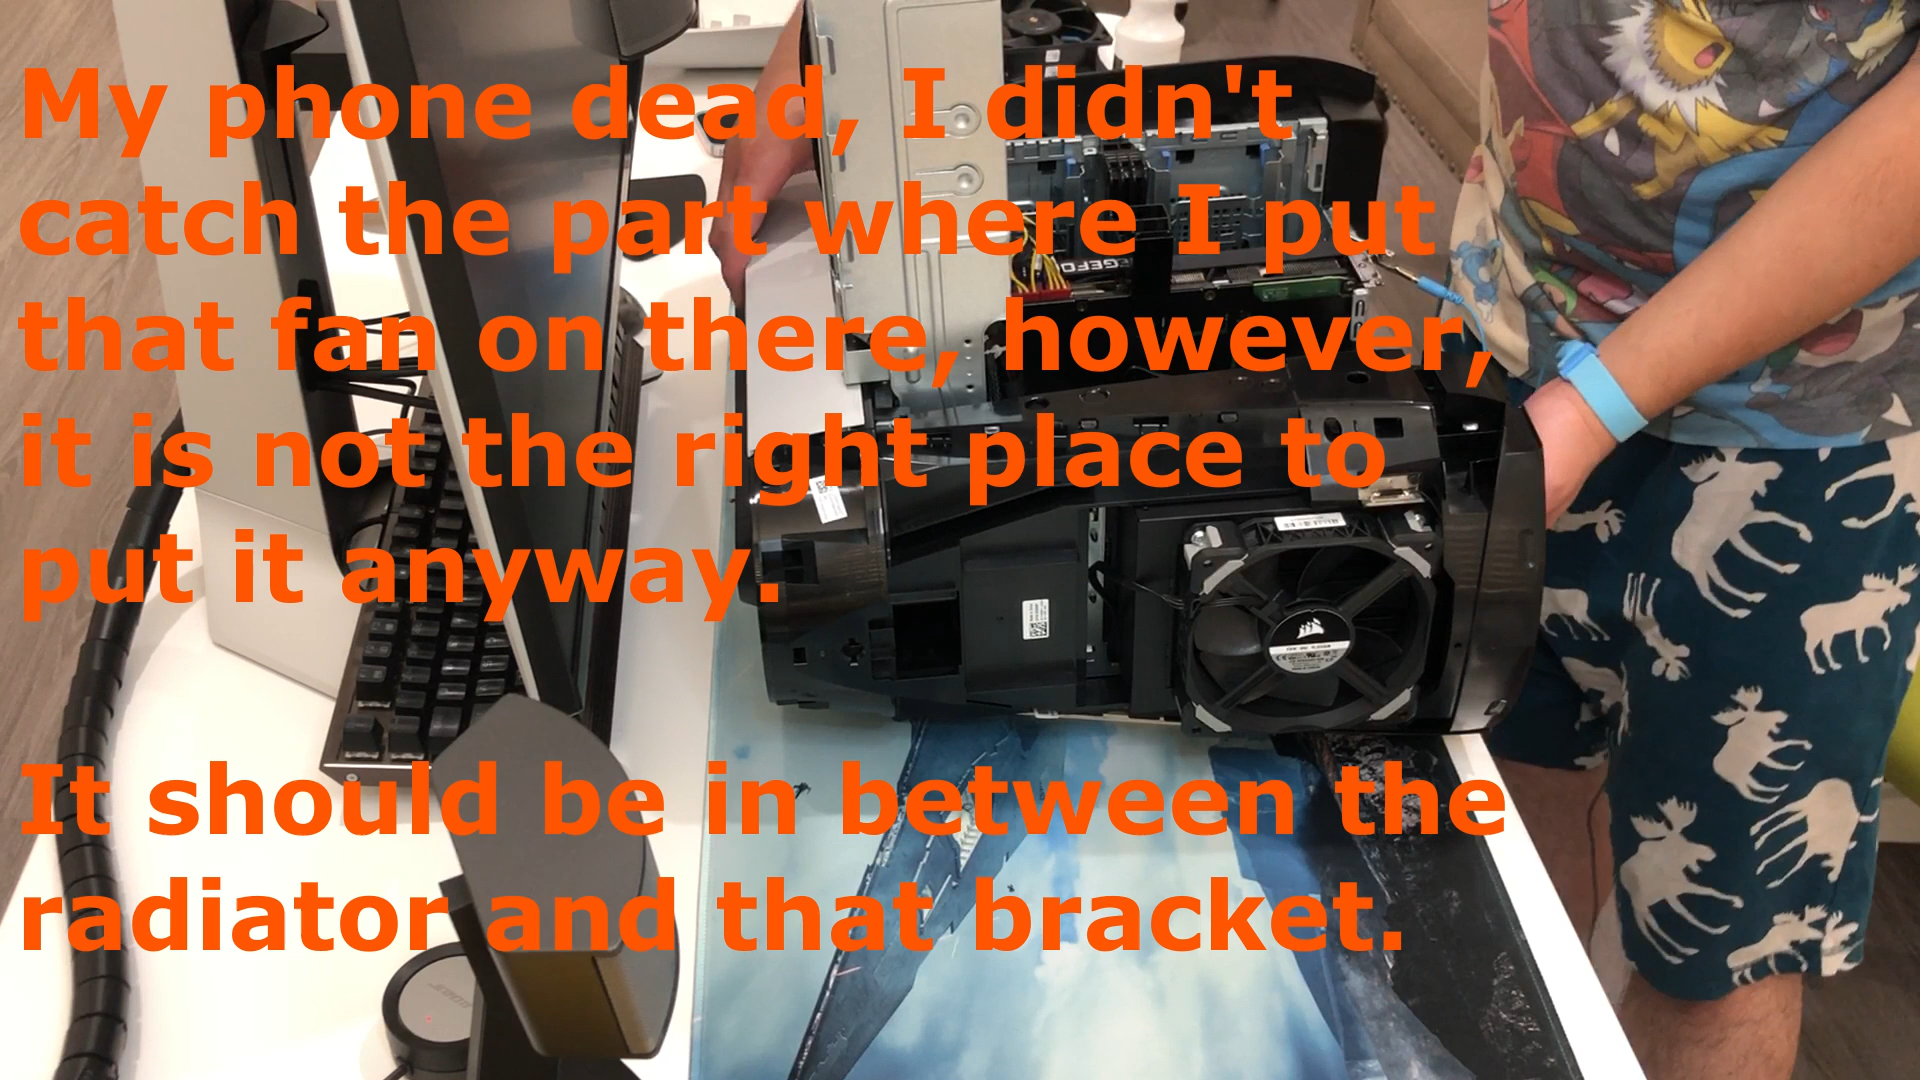 My phone dead, I didn't
catch the part where I put
that fan on there, however,
it is not the right place to
put it anyway.
It should be in between the
radiator and that bracket.